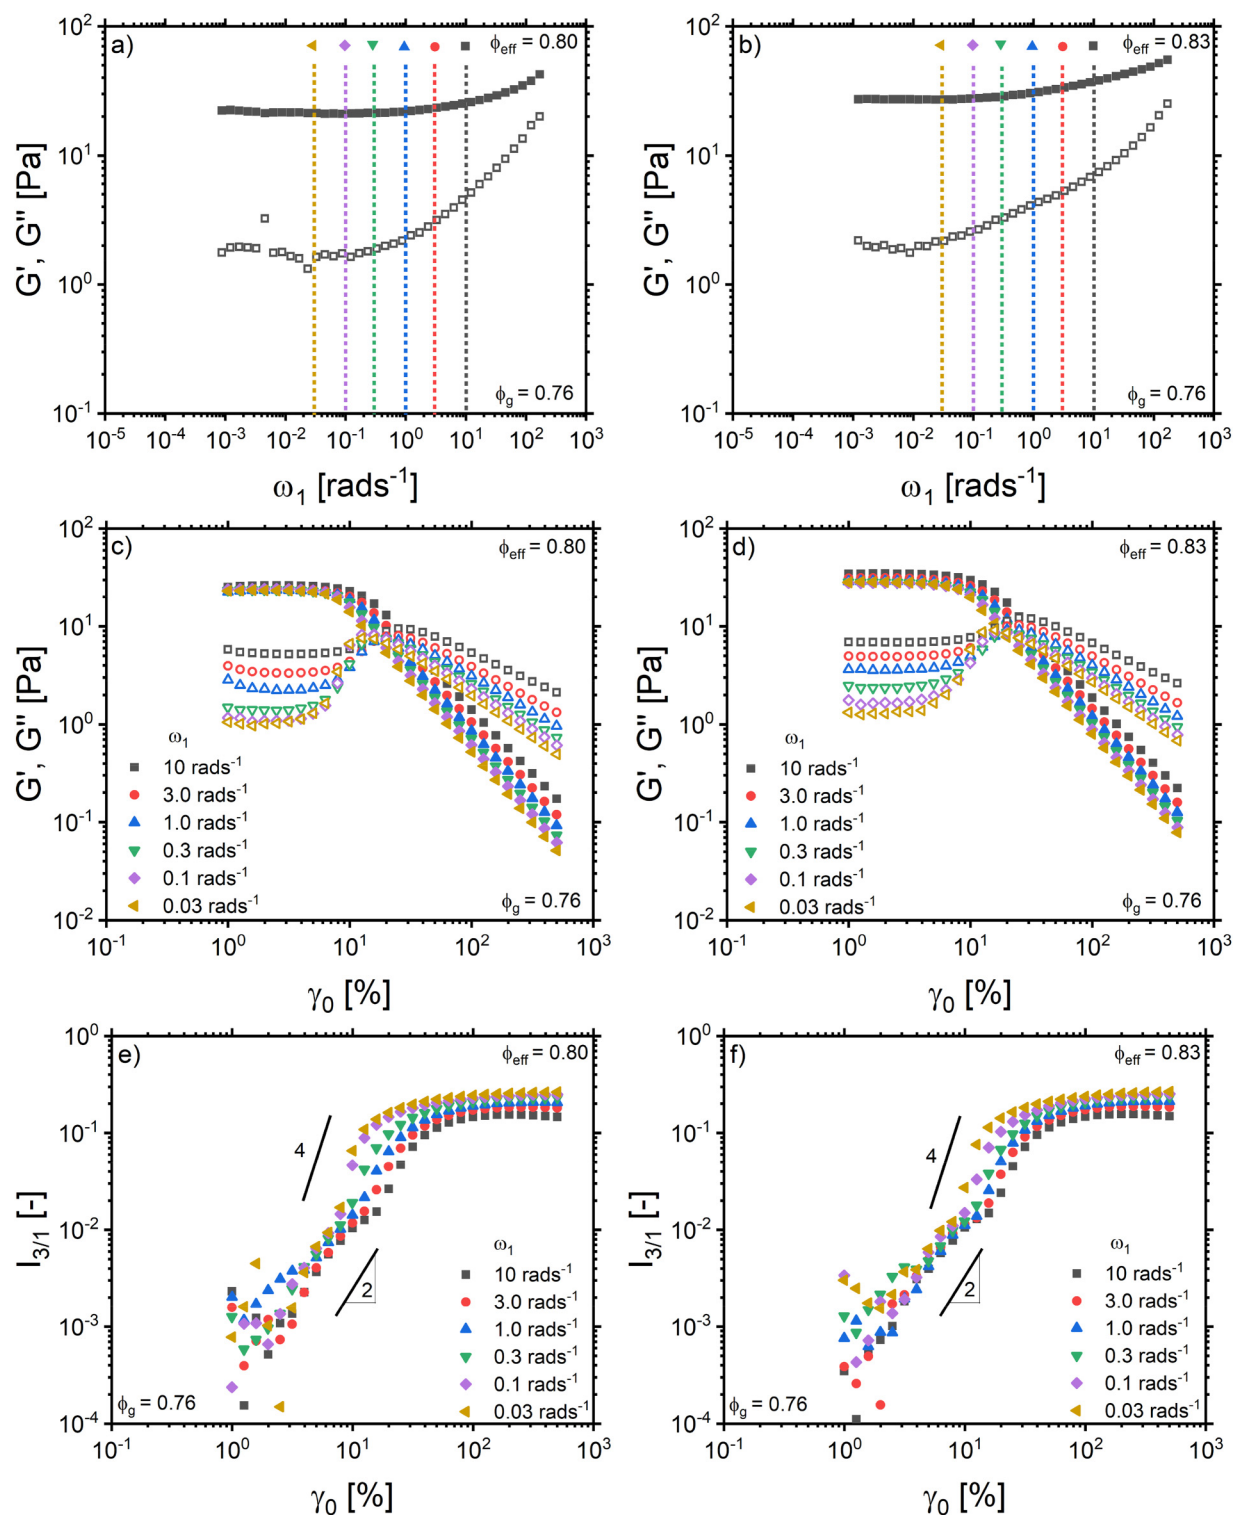 a)
ϕeff = 0.80
10²
10¹
10⁰
10⁻¹
G', G'' [Pa]
ϕg = 0.76
10⁻⁵ 10⁻⁴ 10⁻³ 10⁻² 10⁻¹ 10⁰ 10¹ 10² 10³
ω₁ [rads⁻¹]
b)
ϕeff = 0.83
10²
10¹
10⁰
10⁻¹
G', G'' [Pa]
ϕg = 0.76
10⁻⁵ 10⁻⁴ 10⁻³ 10⁻² 10⁻¹ 10⁰ 10¹ 10² 10³
ω₁ [rads⁻¹]
c)
ϕeff = 0.80
10²
10¹
10⁰
10⁻¹
10⁻²
G', G'' [Pa]
ω₁
10 rads⁻¹
3.0 rads⁻¹
1.0 rads⁻¹
0.3 rads⁻¹
0.1 rads⁻¹
0.03 rads⁻¹
ϕg = 0.76
10⁻¹ 10⁰ 10¹ 10² 10³
γ₀ [%]
d)
ϕeff = 0.83
10²
10¹
10⁰
10⁻¹
10⁻²
G', G'' [Pa]
ω₁
10 rads⁻¹
3.0 rads⁻¹
1.0 rads⁻¹
0.3 rads⁻¹
0.1 rads⁻¹
0.03 rads⁻¹
ϕg = 0.76
10⁻¹ 10⁰ 10¹ 10² 10³
γ₀ [%]
e)
ϕeff = 0.80
10⁰
10⁻¹
10⁻²
10⁻³
10⁻⁴
I₃/₁ [-]
4
2
ω₁
10 rads⁻¹
3.0 rads⁻¹
1.0 rads⁻¹
0.3 rads⁻¹
0.1 rads⁻¹
0.03 rads⁻¹
ϕg = 0.76
10⁻¹ 10⁰ 10¹ 10² 10³
γ₀ [%]
f)
ϕeff = 0.83
10⁰
10⁻¹
10⁻²
10⁻³
10⁻⁴
I₃/₁ [-]
4
2
ω₁
10 rads⁻¹
3.0 rads⁻¹
1.0 rads⁻¹
0.3 rads⁻¹
0.1 rads⁻¹
0.03 rads⁻¹
ϕg = 0.76
10⁻¹ 10⁰ 10¹ 10² 10³
γ₀ [%]